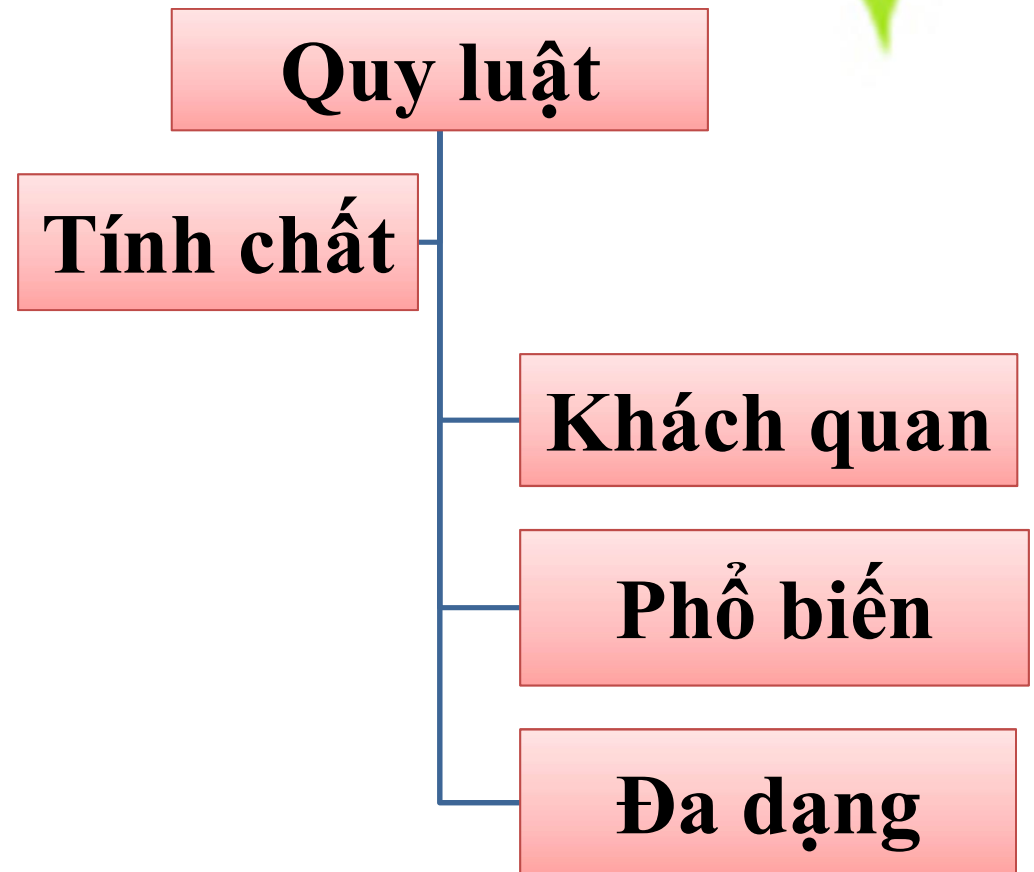 Quy luật
Tính chất
Khách quan
Phổ biến
Đa dạng